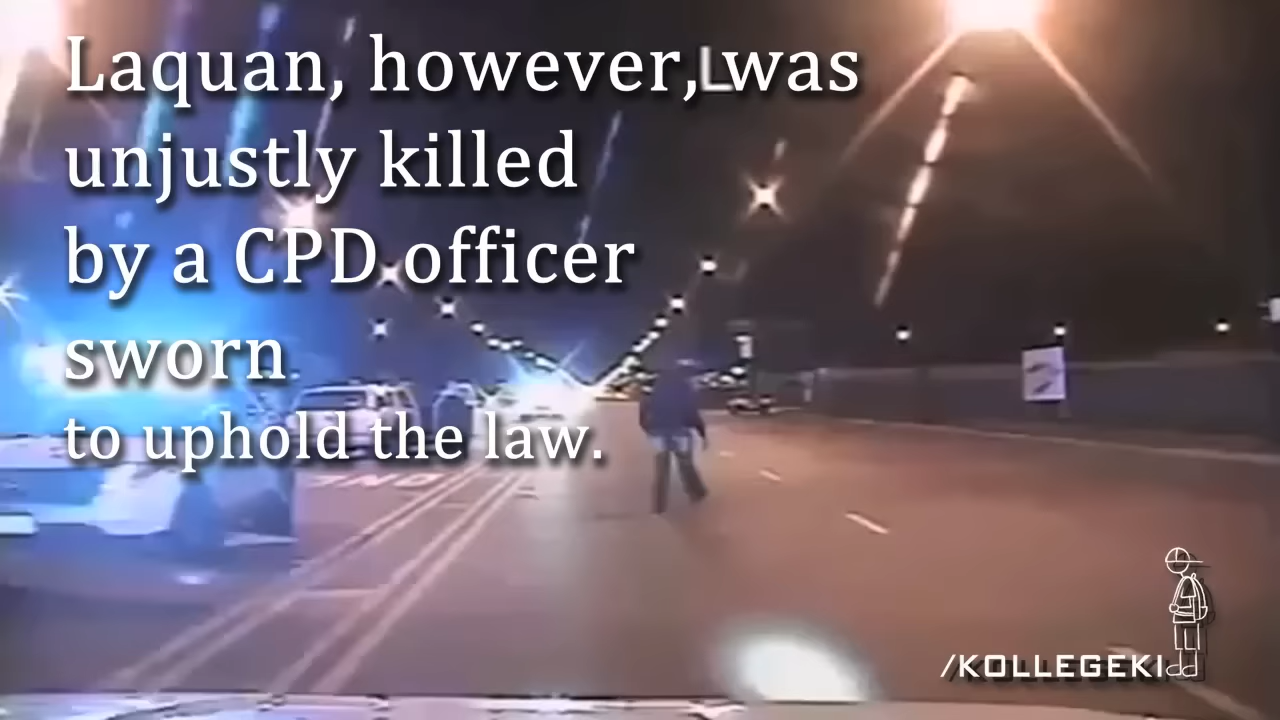 Laquan, however, was
unjustly killed
by a CPD officer
sworn
to uphold the law.
/KOLLEGEKI